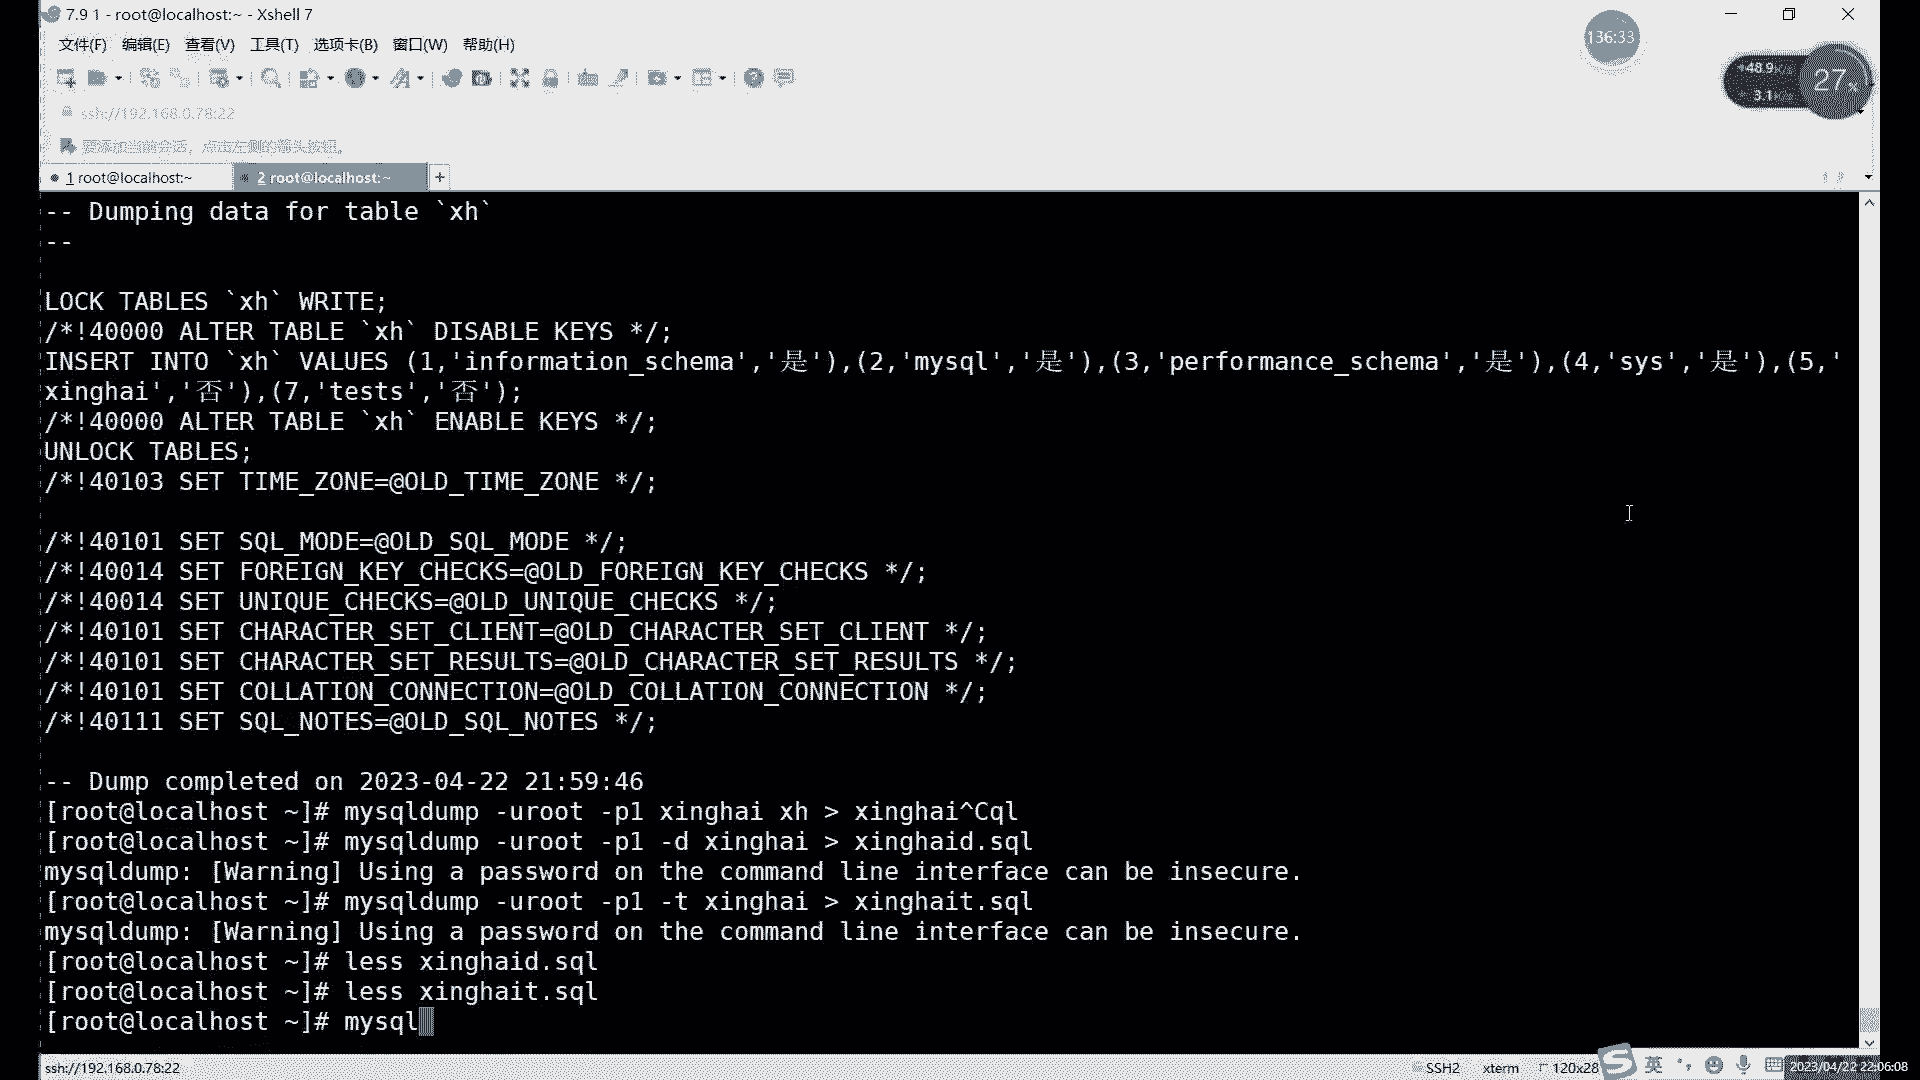 7.9 1 - root@localhost:~ - Xshell 7
136:33
文件(F) 编辑(E) 查看(V) 工具(T) 选项卡(B) 窗口(W) 帮助(H)
48.9K/s
3.1K/s
27%
ssh://192.168.0.78:22
要添加当前会话，点击左侧的箭头按钮。
1 root@localhost:~ 2 root@localhost:~ +
-- Dumping data for table `xh`
--
LOCK TABLES `xh` WRITE;
/*!40000 ALTER TABLE `xh` DISABLE KEYS */;
INSERT INTO `xh` VALUES (1,'information_schema','是'),(2,'mysql','是'),(3,'performance_schema','是'),(4,'sys','是'),(5,'
xinghai','否'),(7,'tests','否');
/*!40000 ALTER TABLE `xh` ENABLE KEYS */;
UNLOCK TABLES;
/*!40103 SET TIME_ZONE=@OLD_TIME_ZONE */;
/*!40101 SET SQL_MODE=@OLD_SQL_MODE */;
/*!40014 SET FOREIGN_KEY_CHECKS=@OLD_FOREIGN_KEY_CHECKS */;
/*!40014 SET UNIQUE_CHECKS=@OLD_UNIQUE_CHECKS */;
/*!40101 SET CHARACTER_SET_CLIENT=@OLD_CHARACTER_SET_CLIENT */;
/*!40101 SET CHARACTER_SET_RESULTS=@OLD_CHARACTER_SET_RESULTS */;
/*!40101 SET COLLATION_CONNECTION=@OLD_COLLATION_CONNECTION */;
/*!40111 SET SQL_NOTES=@OLD_SQL_NOTES */;
-- Dump completed on 2023-04-22 21:59:46
[root@localhost ~]# mysqldump -uroot -p1 xinghai xh > xinghai^Cql
[root@localhost ~]# mysqldump -uroot -p1 -d xinghai > xinghaid.sql
mysqldump: [Warning] Using a password on the command line interface can be insecure.
[root@localhost ~]# mysqldump -uroot -p1 -t xinghai > xinghait.sql
mysqldump: [Warning] Using a password on the command line interface can be insecure.
[root@localhost ~]# less xinghaid.sql
[root@localhost ~]# less xinghait.sql
[root@localhost ~]# mysql
ssh://192.168.0.78:22 SSH2 xterm 120x28 英 2023/04/22 22:06:08